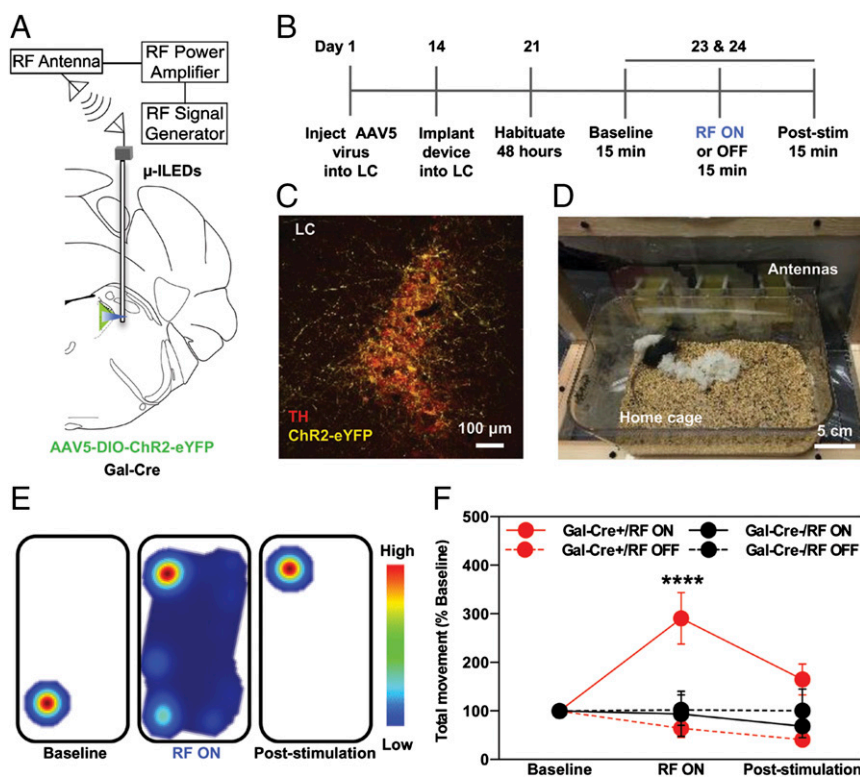 A
RF Antenna
RF Power
Amplifier
RF Signal
Generator
μ-ILEDs
AAV5-DIO-ChR2-eYFP
Gal-Cre
B
Day 1
14
21
23 & 24
Inject AAV5
virus
into LC
Implant
device
into LC
Habituate
48 hours
Baseline
15 min
RF ON
or OFF
15 min
Post-stim
15 min
C
LC
TH
ChR2-eYFP
100 μm
D
Antennas
Home cage
5 cm
E
Baseline
RF ON
Post-stimulation
High
Low
F
Total movement (% Baseline)
500
400
300
200
100
0
Gal-Cre+/RF ON
Gal-Cre-/RF ON
Gal-Cre+/RF OFF
Gal-Cre-/RF OFF
****
Baseline
RF ON
Post-stimulation